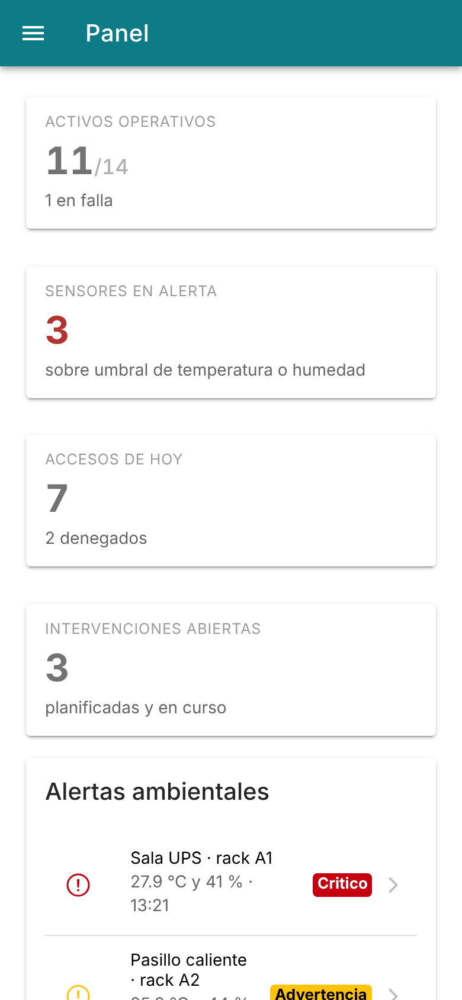 Panel
ACTIVOS OPERATIVOS
11/14
1 en falla
SENSORES EN ALERTA
3
sobre umbral de temperatura o humedad
ACCESOS DE HOY
7
2 denegados
INTERVENCIONES ABIERTAS
3
planificadas y en curso
Alertas ambientales
Sala UPS · rack A1
27.9 °C y 41 % ·
13:21
Critico
Pasillo caliente
· rack A2
Advertencia